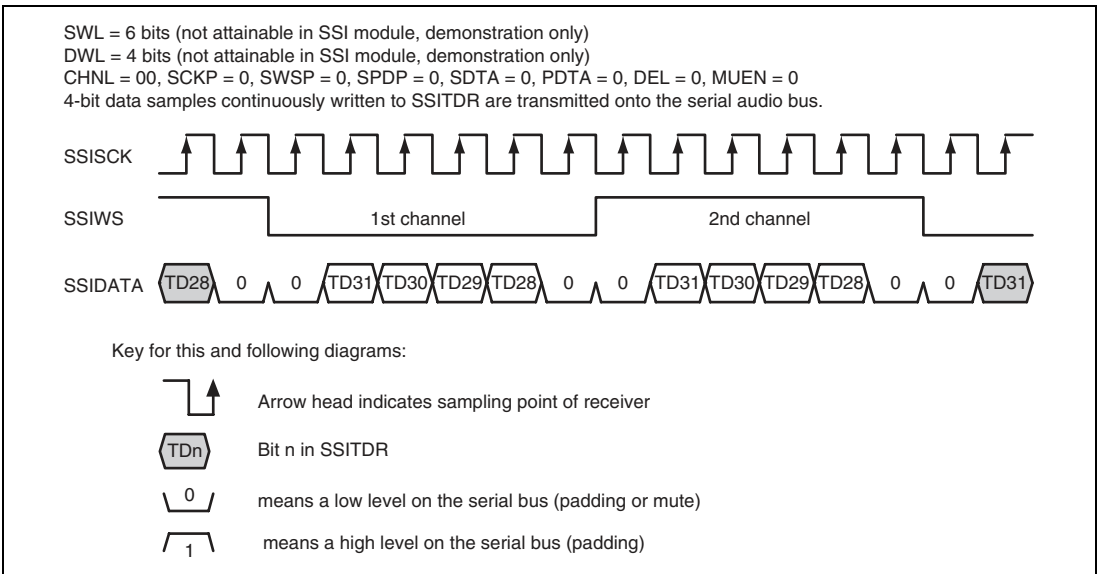 SWL = 6 bits (not attainable in SSI module, demonstration only)
DWL = 4 bits (not attainable in SSI module, demonstration only)
CHNL = 00, SCKP = 0, SWSP = 0, SPDP = 0, SDTA = 0, PDTA = 0, DEL = 0, MUEN = 0
4-bit data samples continuously written to SSITDR are transmitted onto the serial audio bus.
SSISCK
SSIWS 1st channel 2nd channel
SSIDATA TD28 0 0 TD31 TD30 TD29 TD28 0 0 TD31 TD30 TD29 TD28 0 0 TD31
Key for this and following diagrams:
Arrow head indicates sampling point of receiver
TDn Bit n in SSITDR
0 means a low level on the serial bus (padding or mute)
1 means a high level on the serial bus (padding)